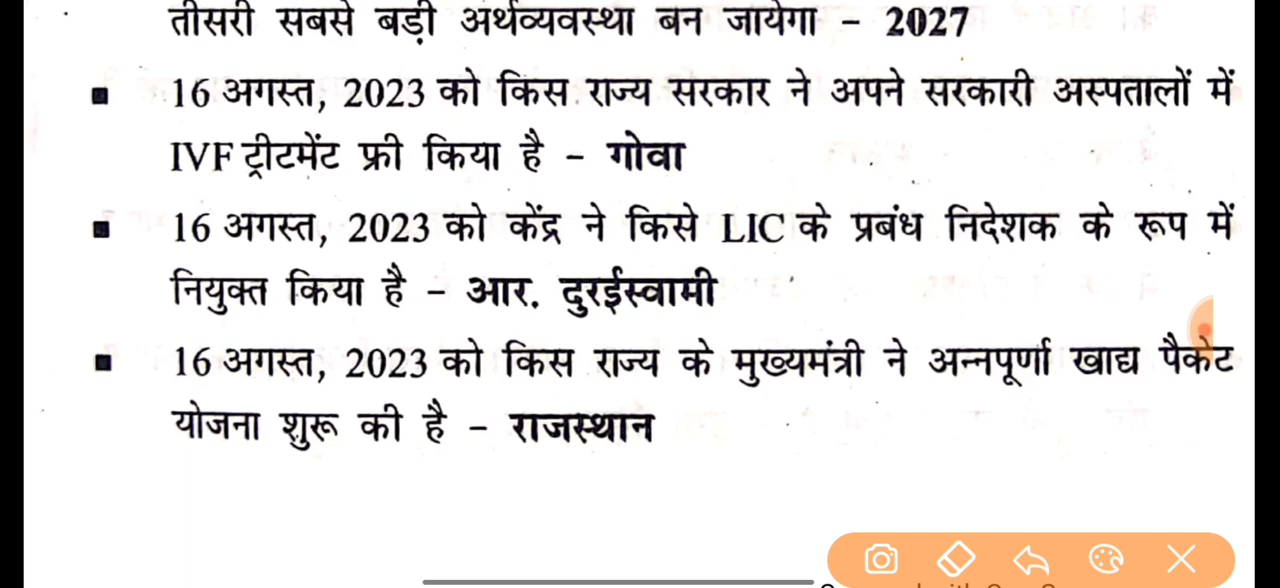 तीसरी सबसे बड़ी अर्थव्यवस्था बन जायेगा – 2027
▪ 16 अगस्त, 2023 को किस राज्य सरकार ने अपने सरकारी अस्पतालों में
IVF ट्रीटमेंट फ्री किया है – गोवा
▪ 16 अगस्त, 2023 को केंद्र ने किसे LIC के प्रबंध निदेशक के रूप में
नियुक्त किया है – आर. दुरईस्वामी
▪ 16 अगस्त, 2023 को किस राज्य के मुख्यमंत्री ने अन्नपूर्णा खाद्य पैकेट
योजना शुरू की है – राजस्थान